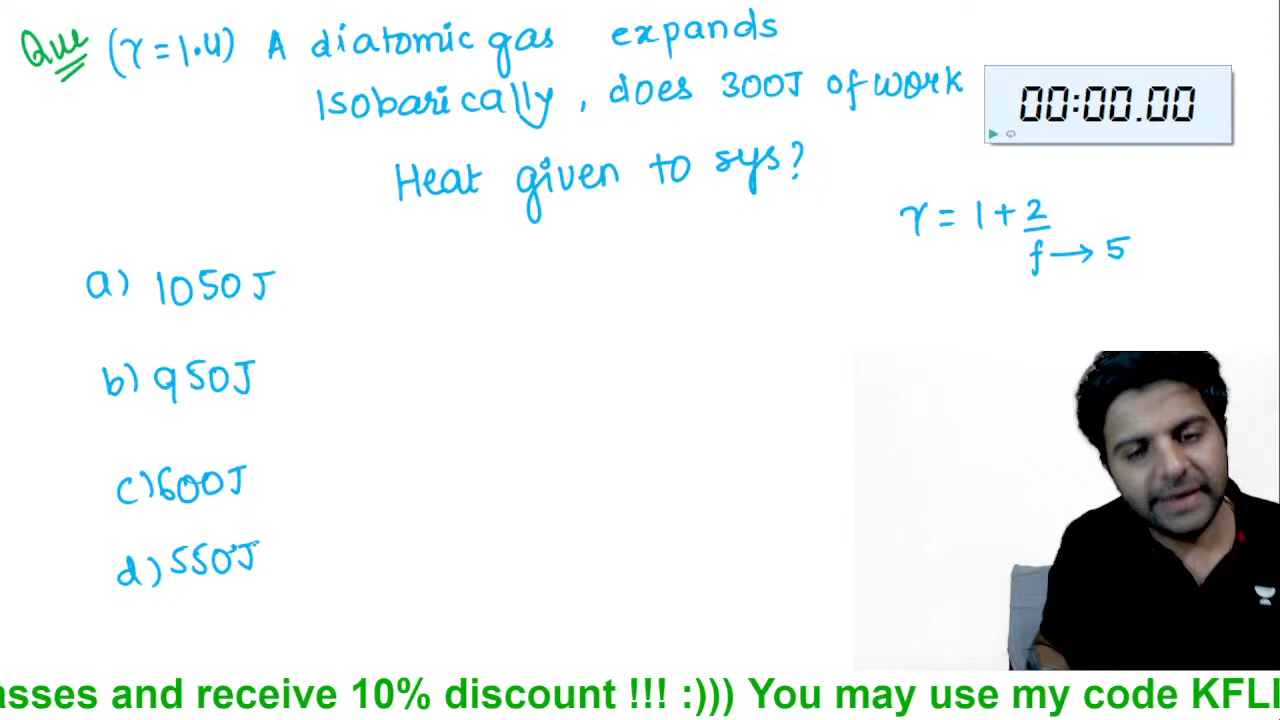 Que (γ = 1.4) A diatomic gas expands
Isobarically, does 300J of work
Heat given to sys?
00:00.00
γ = 1 + 2
f → 5
a) 1050J
b) 950J
c) 600J
d) 550J
asses and receive 10% discount !!! :))) You may use my code KFLI